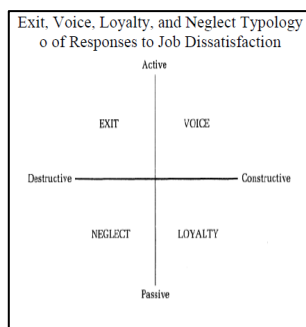 Exit, Voice, Loyalty, and Neglect Typology
o of Responses to Job Dissatisfaction
Active
EXIT
VOICE
Destructive
Constructive
NEGLECT
LOYALTY
Passive